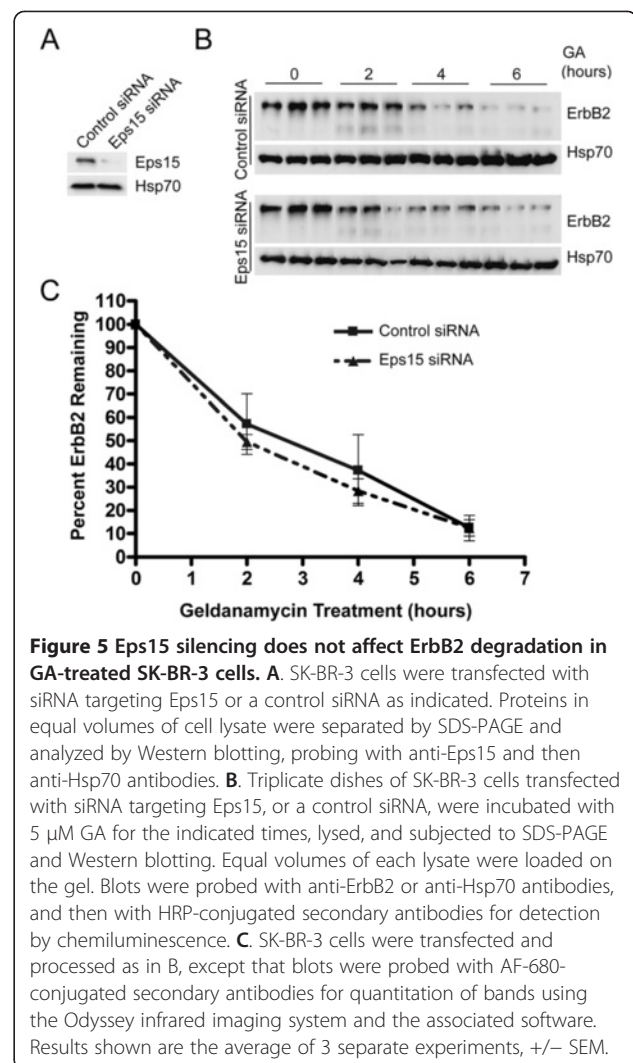 A
Control siRNA
Eps15 siRNA
Eps15
Hsp70
B
GA
(hours)
0 2 4 6
Control siRNA
ErbB2
Hsp70
Eps15 siRNA
ErbB2
Hsp70
C
110
100
90
80
70
60
50
40
30
20
10
0
Percent ErbB2 Remaining
Control siRNA
Eps15 siRNA
0 1 2 3 4 5 6 7
Geldanamycin Treatment (hours)
Figure 5 Eps15 silencing does not affect ErbB2 degradation in
GA-treated SK-BR-3 cells. A. SK-BR-3 cells were transfected with
siRNA targeting Eps15 or a control siRNA as indicated. Proteins in
equal volumes of cell lysate were separated by SDS-PAGE and
analyzed by Western blotting, probing with anti-Eps15 and then
anti-Hsp70 antibodies. B. Triplicate dishes of SK-BR-3 cells transfected
with siRNA targeting Eps15, or a control siRNA, were incubated with
5 μM GA for the indicated times, lysed, and subjected to SDS-PAGE
and Western blotting. Equal volumes of each lysate were loaded on
the gel. Blots were probed with anti-ErbB2 or anti-Hsp70 antibodies,
and then with HRP-conjugated secondary antibodies for detection
by chemiluminescence. C. SK-BR-3 cells were transfected and
processed as in B, except that blots were probed with AF-680-
conjugated secondary antibodies for quantitation of bands using
the Odyssey infrared imaging system and the associated software.
Results shown are the average of 3 separate experiments, +/− SEM.